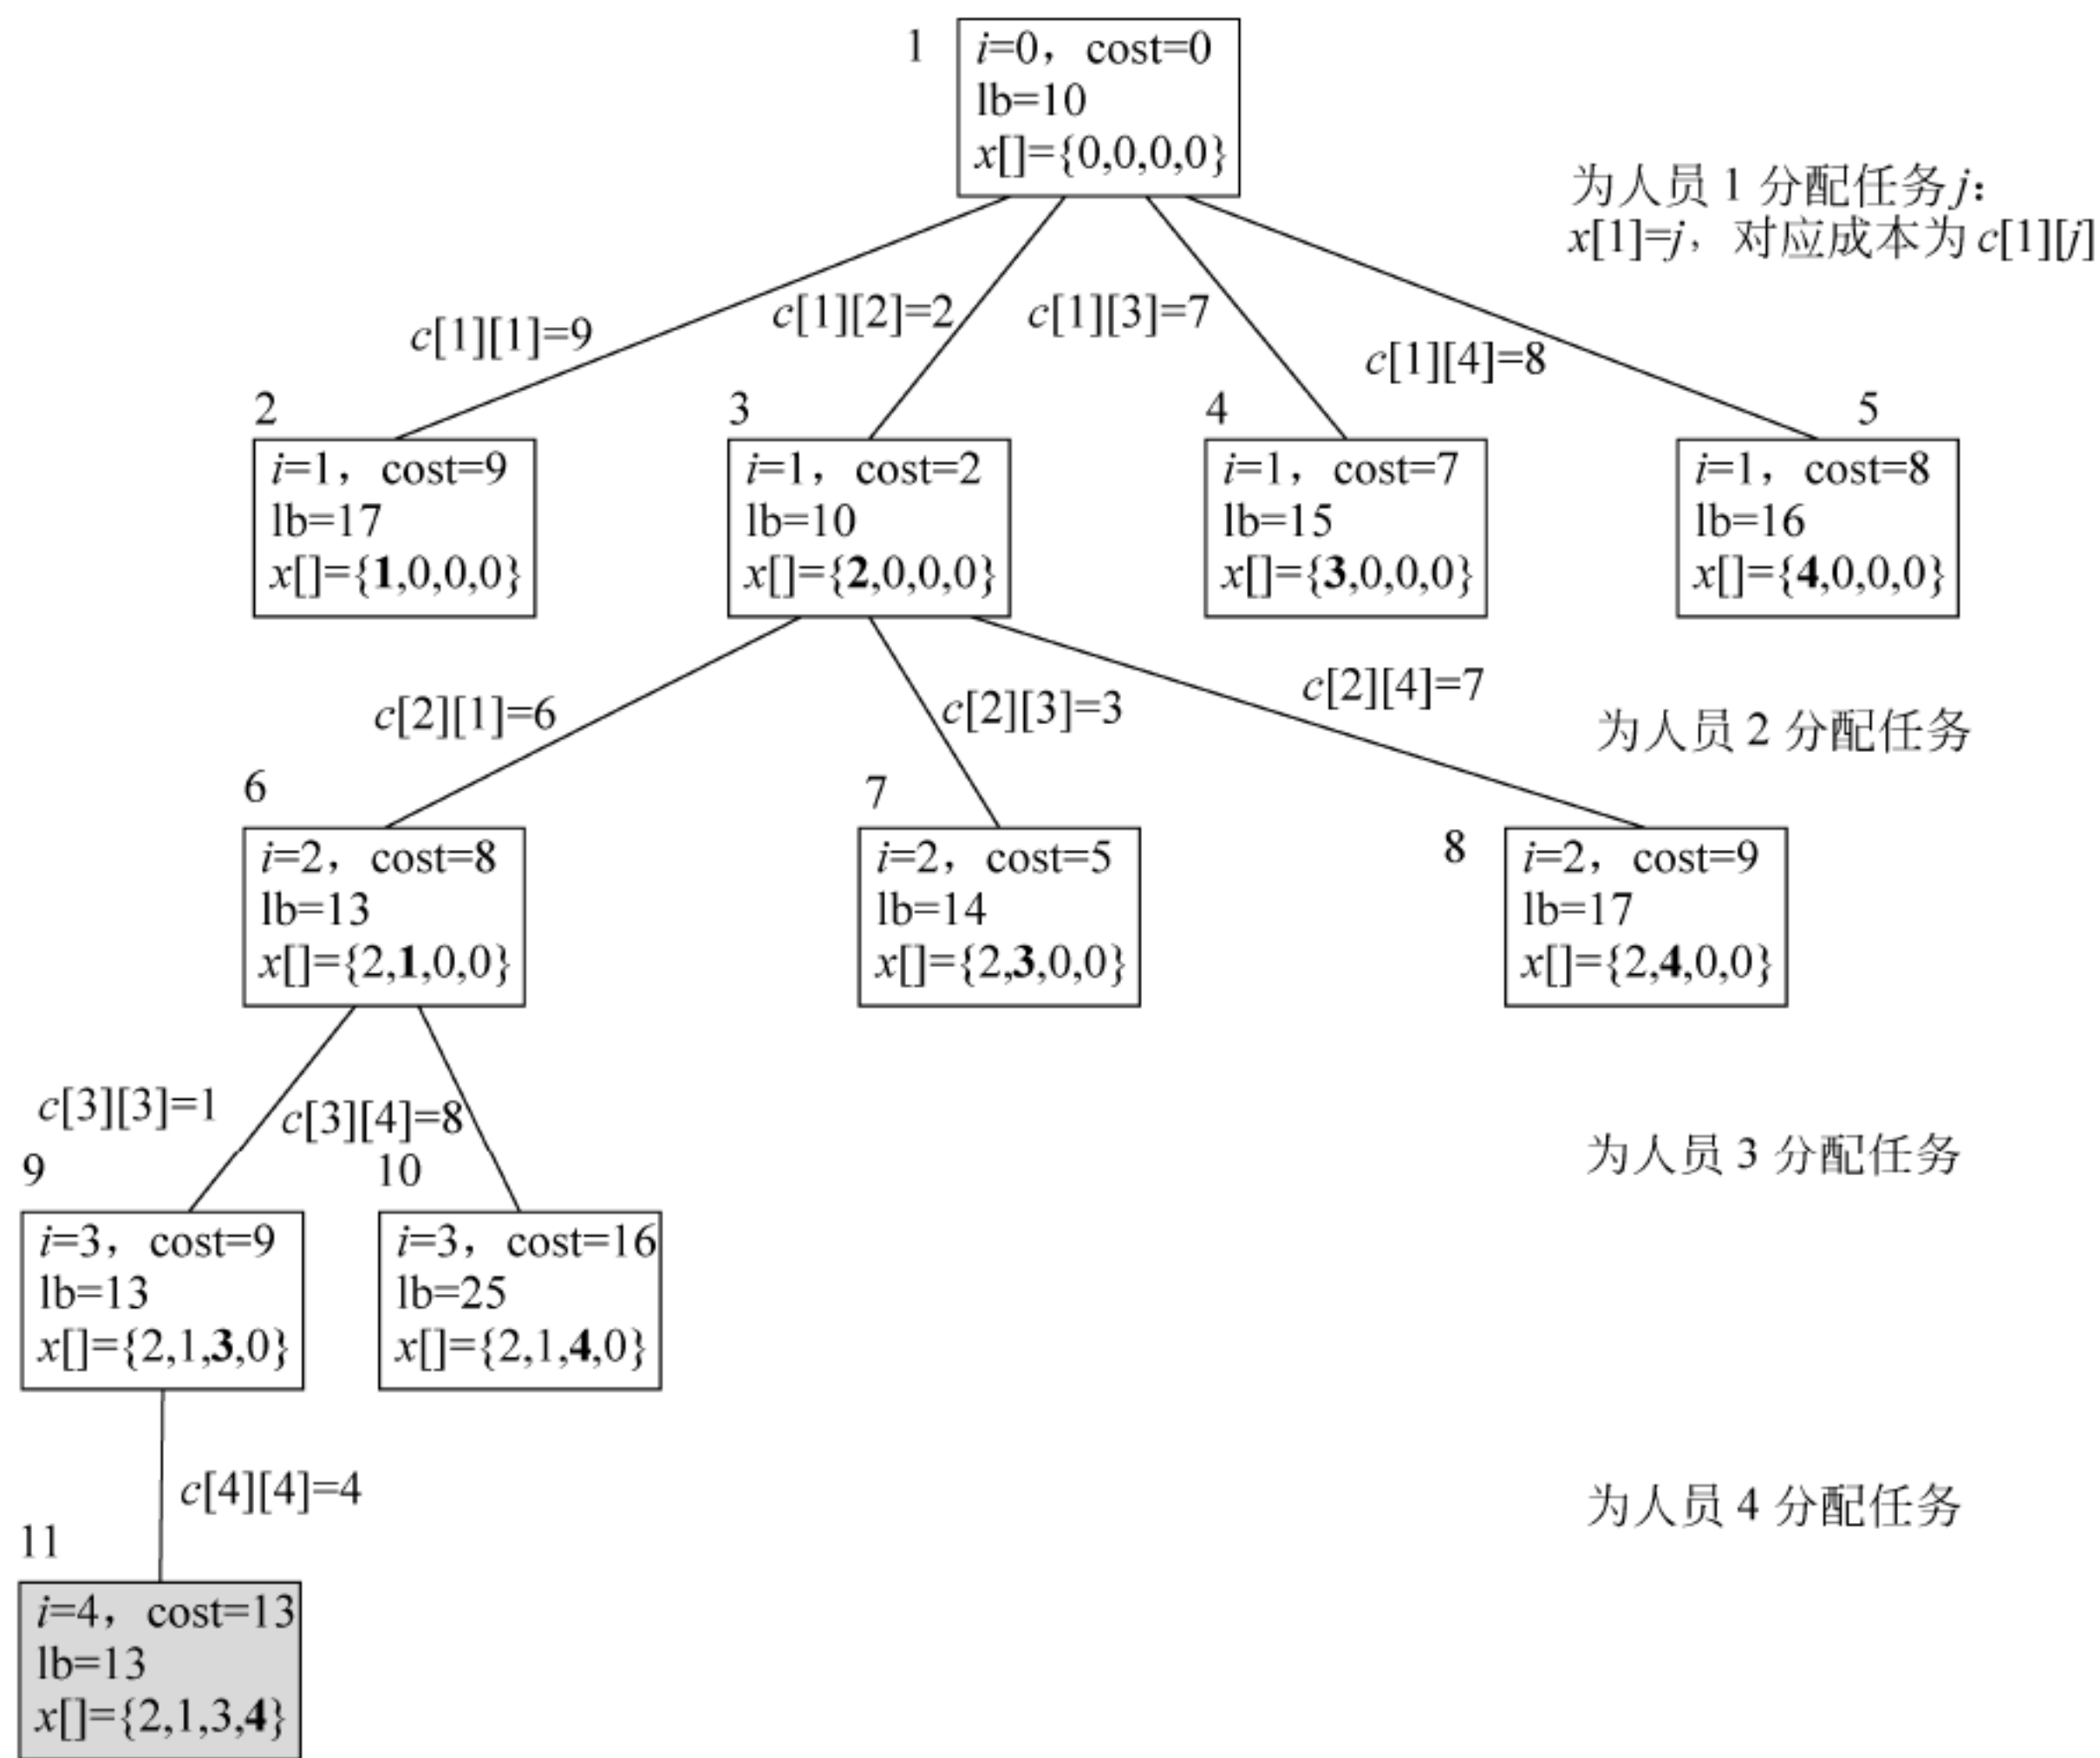 1
i=0，cost=0
lb=10
x[]={0,0,0,0}
为人员 1 分配任务 j：
x[1]=j，对应成本为 c[1][j]
c[1][1]=9
c[1][2]=2
c[1][3]=7
c[1][4]=8
2
i=1，cost=9
lb=17
x[]={1,0,0,0}
3
i=1，cost=2
lb=10
x[]={2,0,0,0}
4
i=1，cost=7
lb=15
x[]={3,0,0,0}
5
i=1，cost=8
lb=16
x[]={4,0,0,0}
c[2][1]=6
c[2][3]=3
c[2][4]=7
为人员 2 分配任务
6
i=2，cost=8
lb=13
x[]={2,1,0,0}
7
i=2，cost=5
lb=14
x[]={2,3,0,0}
8
i=2，cost=9
lb=17
x[]={2,4,0,0}
c[3][3]=1
c[3][4]=8
为人员 3 分配任务
9
i=3，cost=9
lb=13
x[]={2,1,3,0}
10
i=3，cost=16
lb=25
x[]={2,1,4,0}
c[4][4]=4
为人员 4 分配任务
11
i=4，cost=13
lb=13
x[]={2,1,3,4}